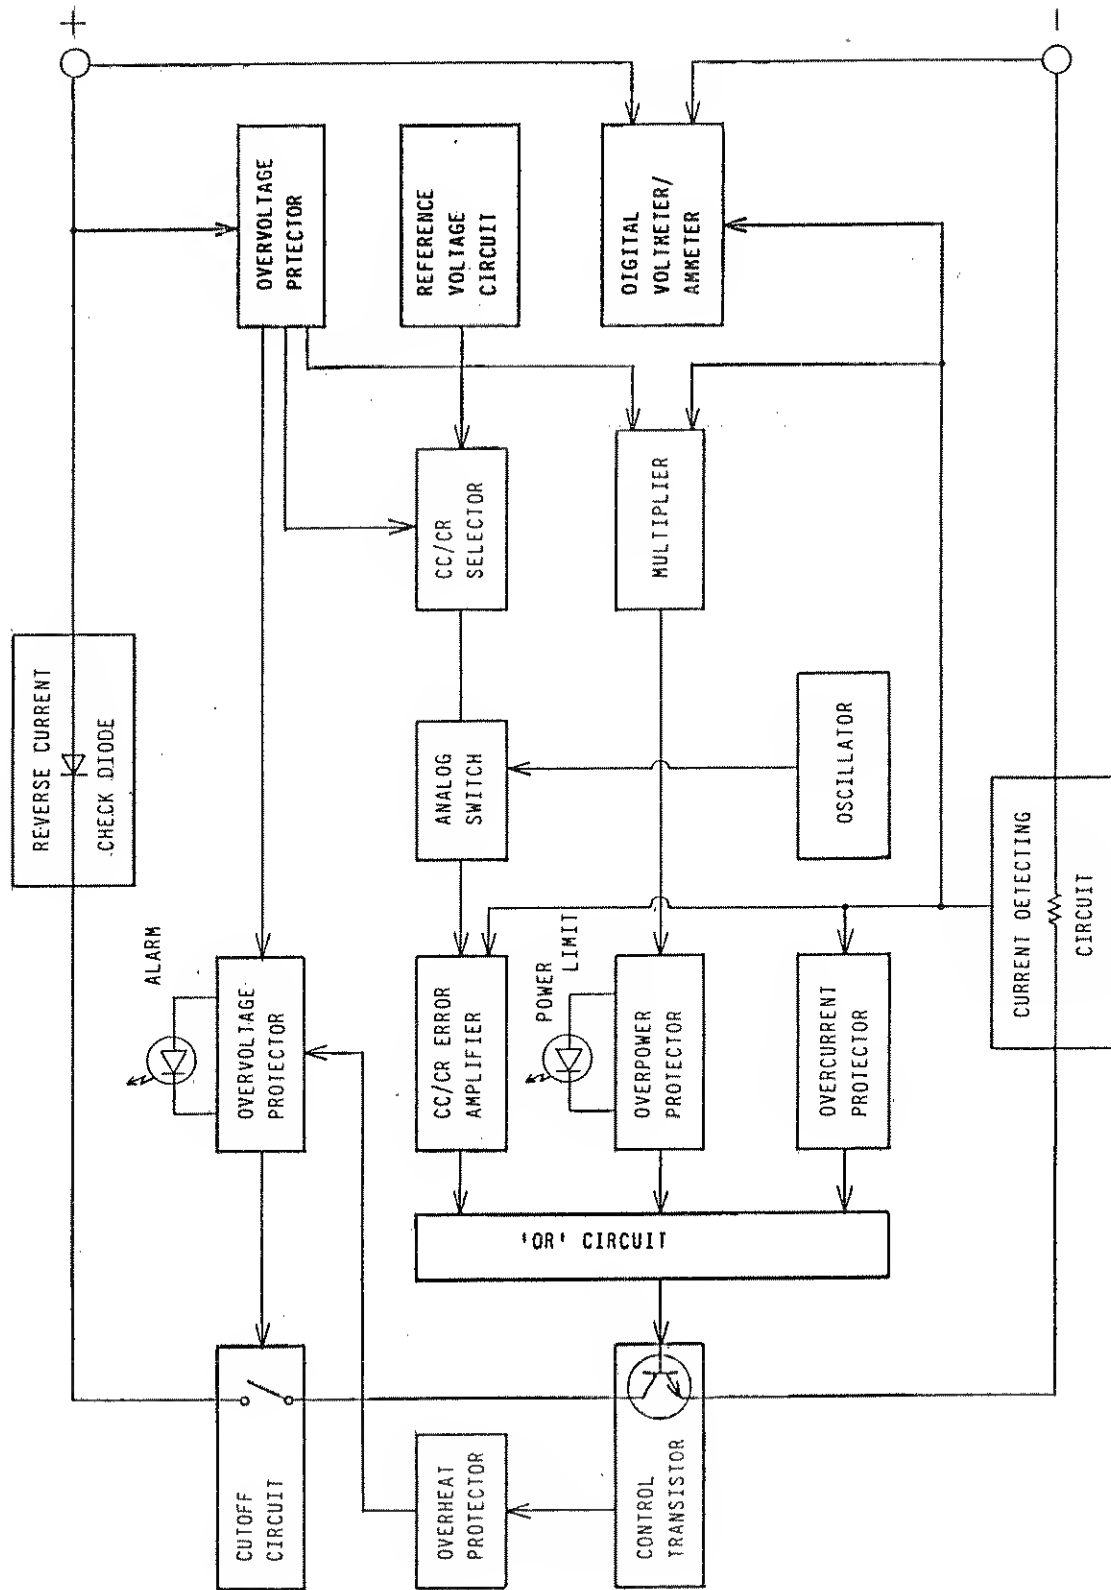 +
-
OVERVOLTAGE
PRTECTOR
REFERENCE
VOLTAGE
CIRCUIT
DIGITAL
VOLTMETER/
AMMETER
REVERSE CURRENT
CHECK DIODE
CC/CR
SELECTOR
MULTIPLIER
ANALOG
SWITCH
OSCILLATOR
ALARM
OVERVOLTAGE
PROTECTOR
CC/CR ERROR
AMPLIFIER
POWER
LIMIT
OVERPOWER
PROTECTOR
OVERCURRENT
PROTECTOR
CURRENT DETECTING
CIRCUIT
'OR' CIRCUIT
CUTOFF
CIRCUIT
OVERHEAT
PROTECTOR
CONTROL
TRANSISTOR